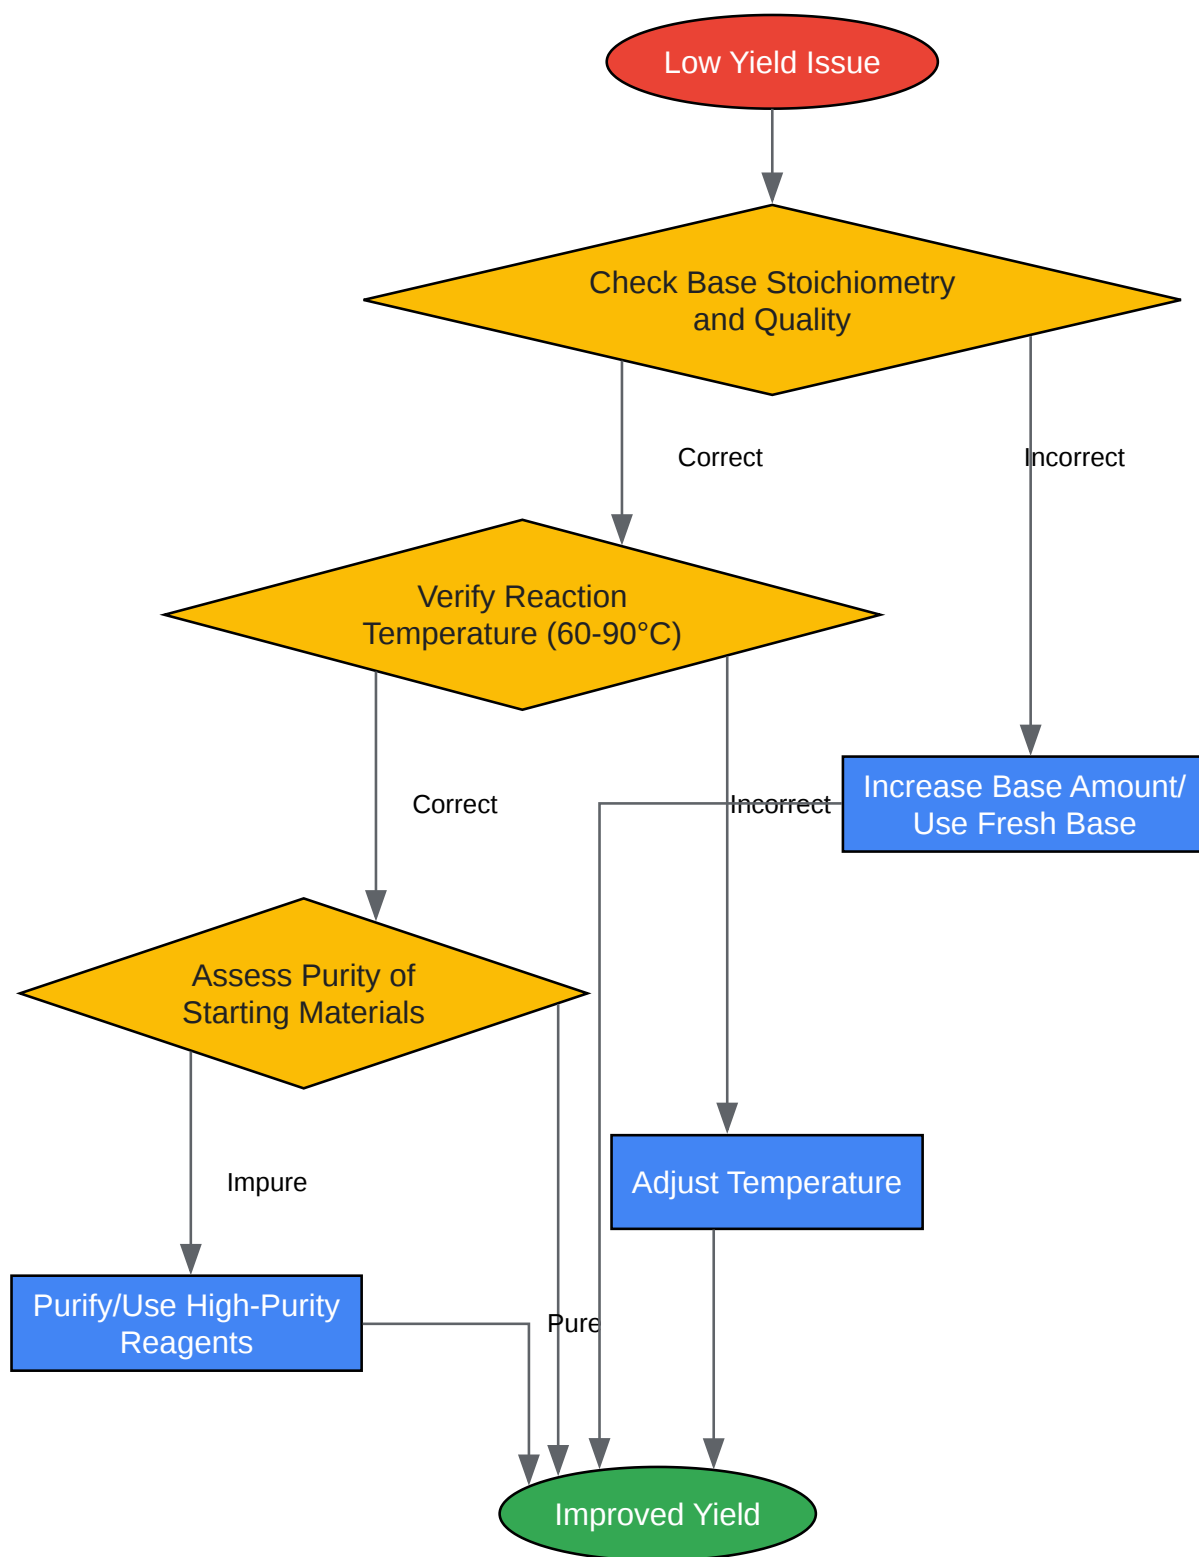 Low Yield Issue
Check Base Stoichiometry
and Quality
Correct
Incorrect
Verify Reaction
Temperature (60-90°C)
Correct
Incorrect
Increase Base Amount/
Use Fresh Base
Assess Purity of
Starting Materials
Impure
Adjust Temperature
Purify/Use High-Purity
Reagents
Pure
Improved Yield